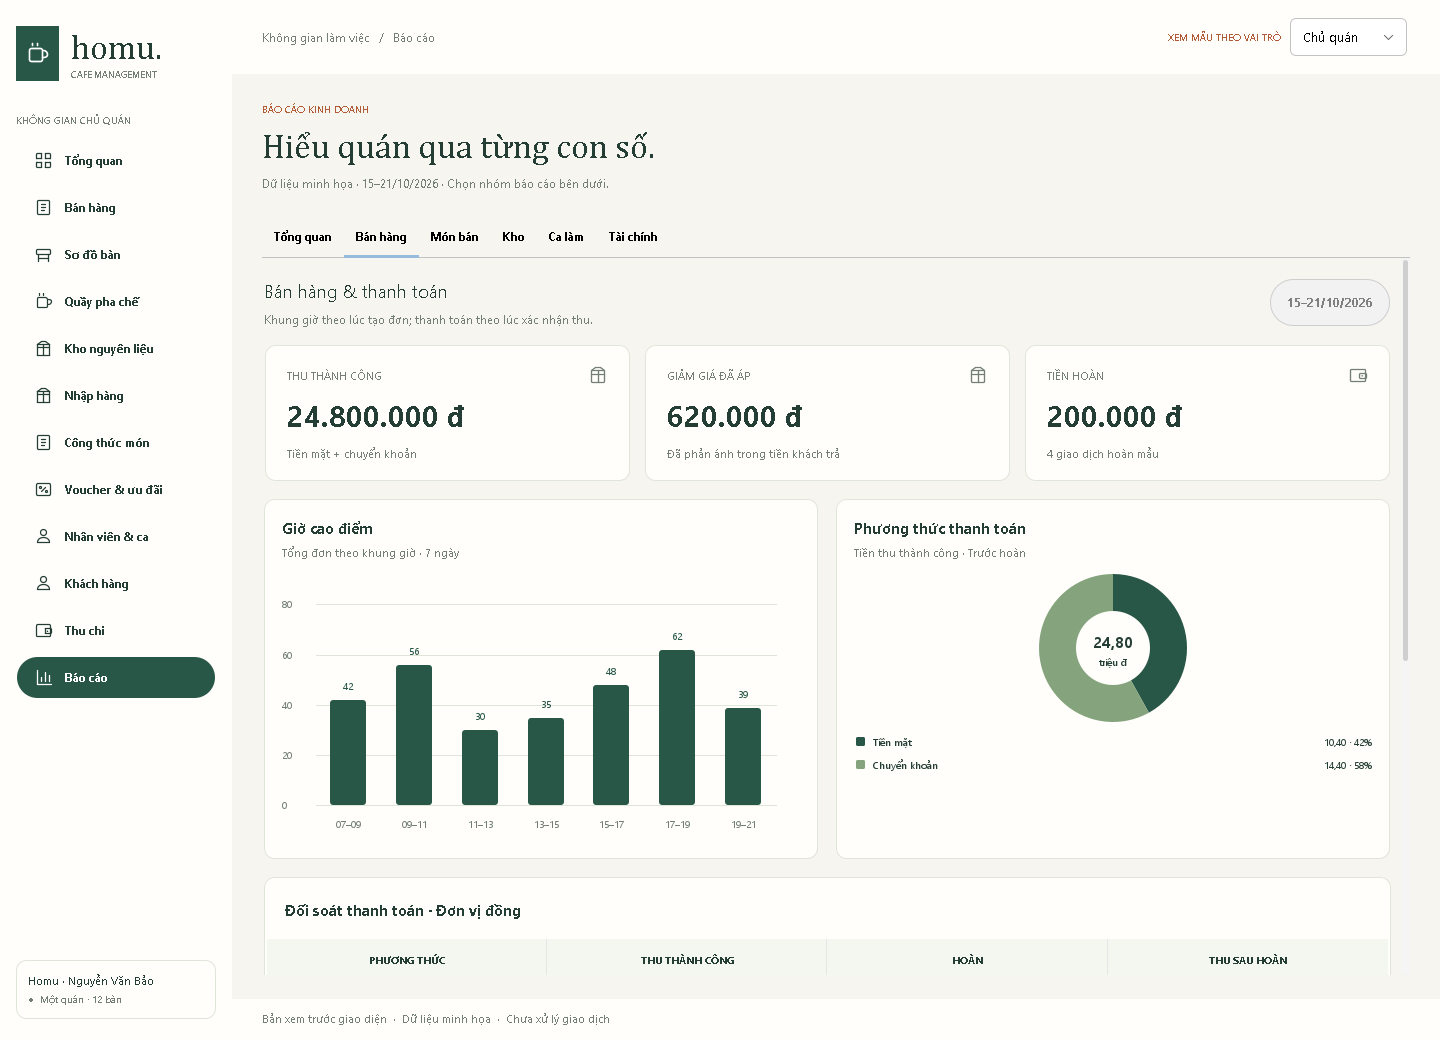 homu.
CAFE MANAGEMENT
KHÔNG GIAN CHỦ QUÁN
Tổng quan
Bán hàng
Sơ đồ bàn
Quầy pha chế
Kho nguyên liệu
Nhập hàng
Công thức món
Voucher & ưu đãi
Nhân viên & ca
Khách hàng
Thu chi
Báo cáo
Homu · Nguyễn Văn Bảo
• Một quán · 12 bàn
Không gian làm việc / Báo cáo
XEM MẪU THEO VAI TRÒ
Chủ quán
BÁO CÁO KINH DOANH
Hiểu quán qua từng con số.
Dữ liệu minh họa · 15–21/10/2026 · Chọn nhóm báo cáo bên dưới.
Tổng quan Bán hàng Món bán Kho Ca làm Tài chính
Bán hàng & thanh toán
Khung giờ theo lúc tạo đơn; thanh toán theo lúc xác nhận thu.
15–21/10/2026
THU THÀNH CÔNG
24.800.000 đ
Tiền mặt + chuyển khoản
GIẢM GIÁ ĐÃ ÁP
620.000 đ
Đã phản ánh trong tiền khách trả
TIỀN HOÀN
200.000 đ
4 giao dịch hoàn mẫu
Giờ cao điểm
Tổng đơn theo khung giờ · 7 ngày
80
60
40
20
0
42
56
30
35
48
62
39
07–09 09–11 11–13 13–15 15–17 17–19 19–21
Phương thức thanh toán
Tiền thu thành công · Trước hoàn
24,80
triệu đ
Tiền mặt 10,40 · 42%
Chuyển khoản 14,40 · 58%
Đối soát thanh toán · Đơn vị đồng
PHƯƠNG THỨC THU THÀNH CÔNG HOÀN THU SAU HOÀN
Bản xem trước giao diện · Dữ liệu minh họa · Chưa xử lý giao dịch